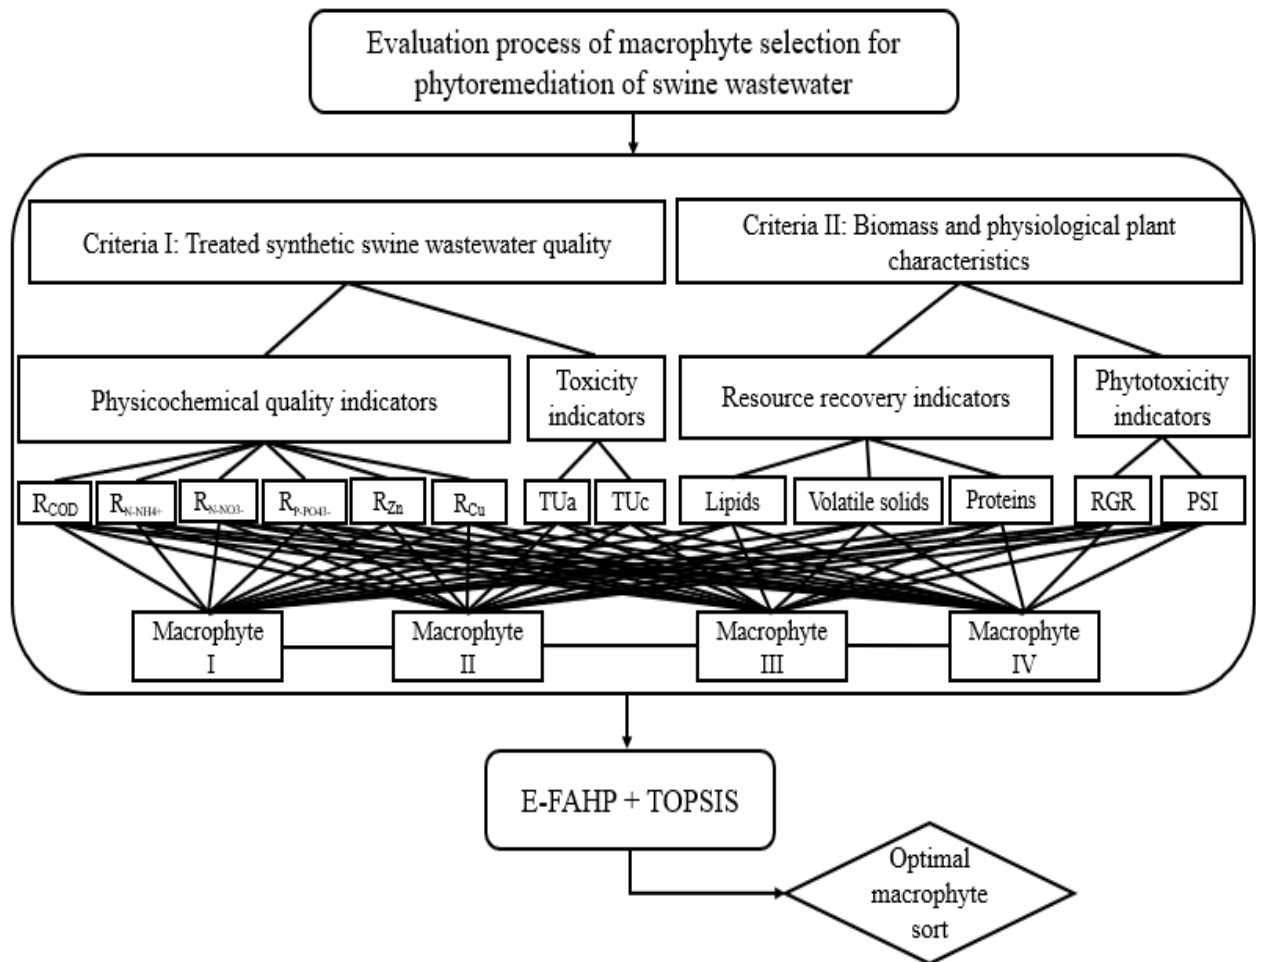 Evaluation process of macrophyte selection for
phytoremediation of swine wastewater
Criteria I: Treated synthetic swine wastewater quality
Criteria II: Biomass and physiological plant
characteristics
Physicochemical quality indicators
Toxicity
indicators
Resource recovery indicators
Phytotoxicity
indicators
RCOD
RN-NH4+
RN-NO3-
RP-PO43-
RZn
RCu
TUa
TUc
Lipids
Volatile solids
Proteins
RGR
PSI
Macrophyte
I
Macrophyte
II
Macrophyte
III
Macrophyte
IV
E-FAHP + TOPSIS
Optimal
macrophyte
sort